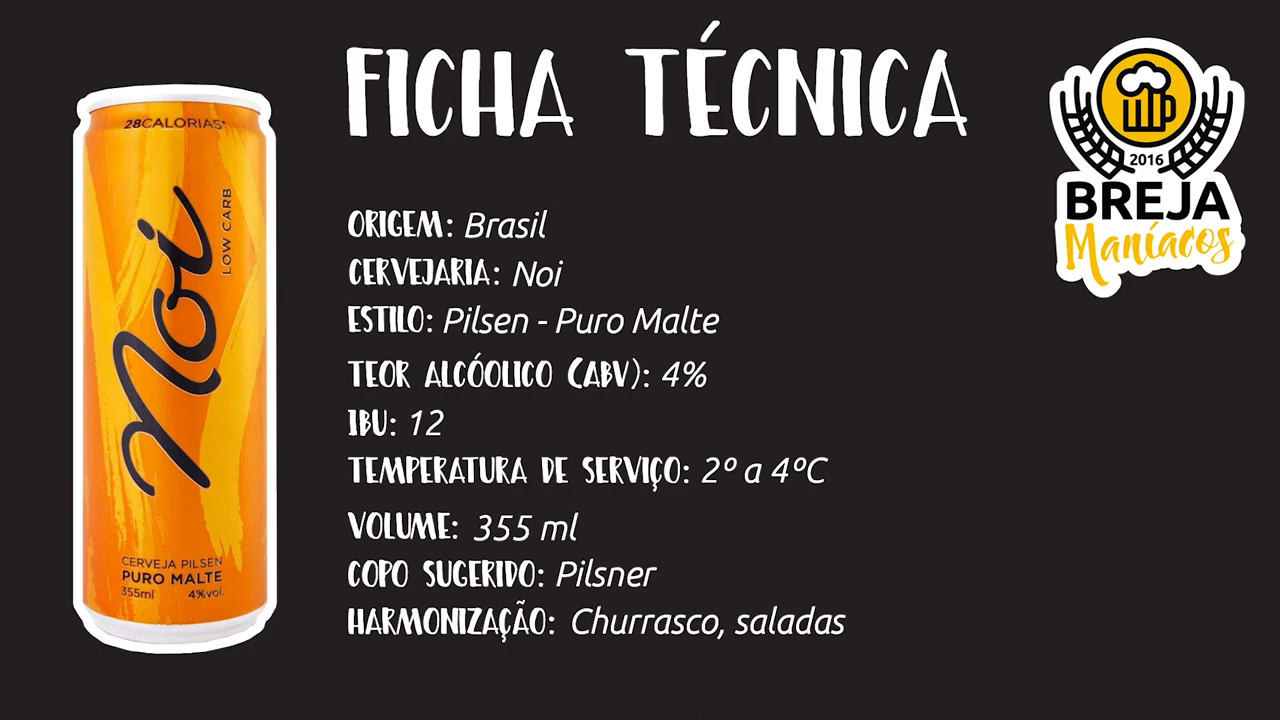 FICHA TÉCNICA
28CALORIAS*
Noi
LOW CARB
CERVEJA PILSEN
PURO MALTE
355ml 4%vol.
ORIGEM: Brasil
CERVEJARIA: Noi
ESTILO: Pilsen - Puro Malte
TEOR ALCÓOLICO (ABV): 4%
IBU: 12
TEMPERATURA DE SERVIÇO: 2º a 4ºC
VOLUME: 355 ml
COPO SUGERIDO: Pilsner
HARMONIZAÇÃO: Churrasco, saladas
2016
BREJA
Maníacos